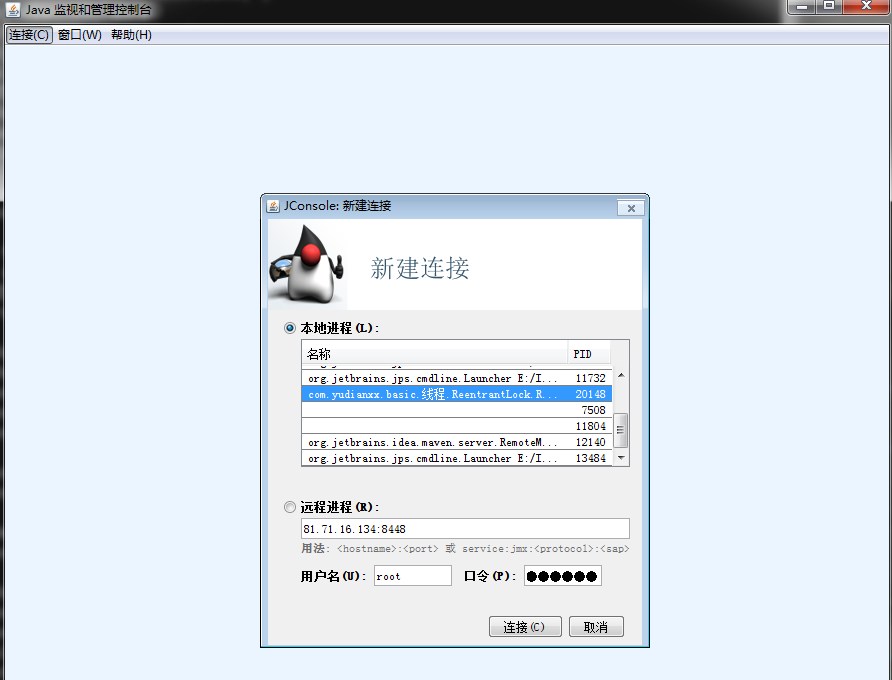 Java 监视和管理控制台
连接(C) 窗口(W) 帮助(H)
JConsole: 新建连接
新建连接
本地进程(L):
名称 PID
org.jetbrains.jps.cmdline.Launcher E:/I... 11732
com.yudianxx.basic.线程.ReentrantLock.R... 20148
7508
11804
org.jetbrains.idea.maven.server.RemoteM... 12140
org.jetbrains.jps.cmdline.Launcher E:/I... 13484
远程进程(R):
81.71.16.134:8448
用法: <hostname>:<port> 或 service:jmx:<protocol>:<sap>
用户名(U): root 口令(P): ●●●●●●
连接(C) 取消